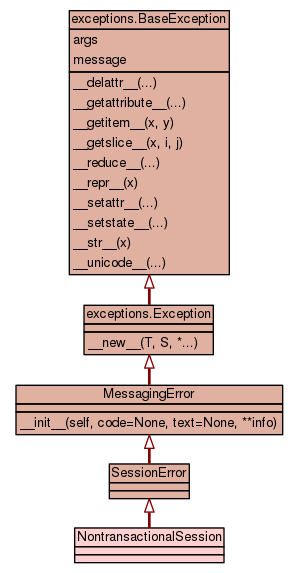 exceptions.BaseException
args
message
__delattr__(...)
__getattribute__(...)
__getitem__(x, y)
__getslice__(x, i, j)
__reduce__(...)
__repr__(x)
__setattr__(...)
__setstate__(...)
__str__(x)
__unicode__(...)
exceptions.Exception
__new__(T, S, *...)
MessagingError
__init__(self, code=None, text=None, **info)
SessionError
NontransactionalSession